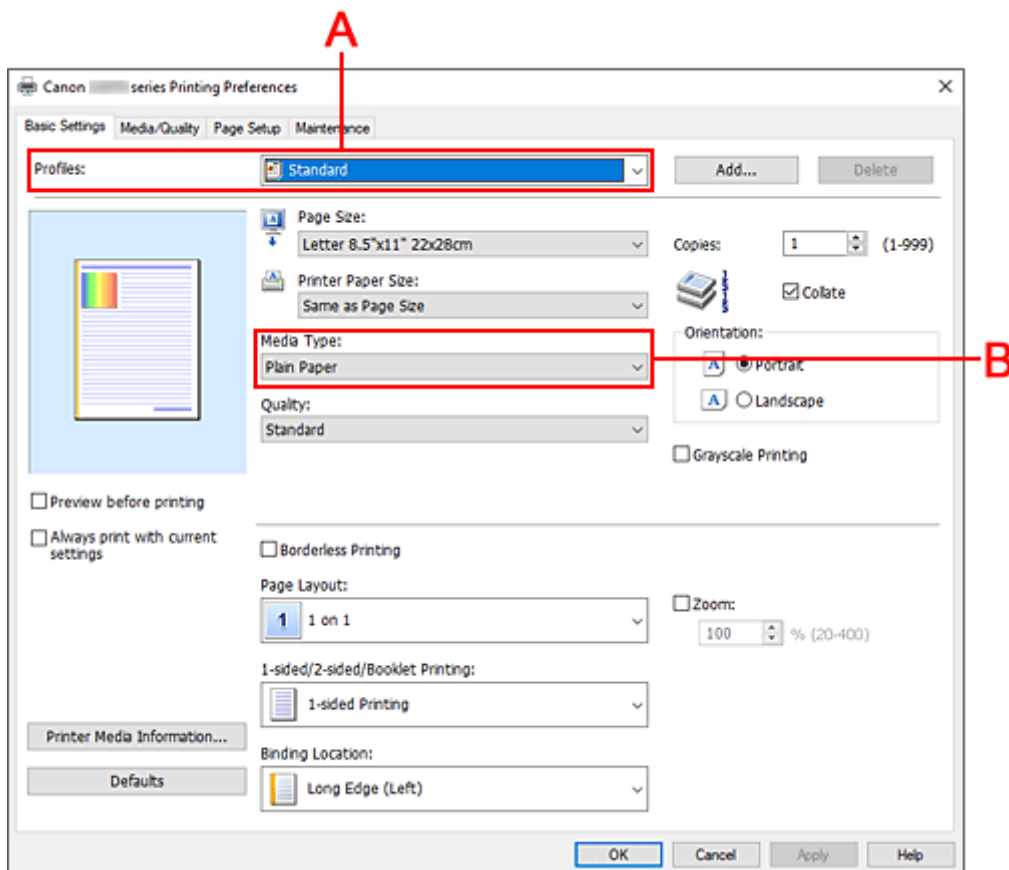 A
Canon series Printing Preferences
Basic Settings Media/Quality Page Setup Maintenance
Profiles: Standard Add... Delete
Page Size:
Letter 8.5"x11" 22x28cm
Copies: 1 (1-999)
Printer Paper Size:
Same as Page Size
Collate
Media Type:
Plain Paper
B
Orientation:
A Portrait
A Landscape
Quality:
Standard
Grayscale Printing
Preview before printing
Always print with current
settings
Borderless Printing
Page Layout:
1 1 on 1
Zoom:
100 % (20-400)
1-sided/2-sided/Booklet Printing:
1-sided Printing
Printer Media Information...
Binding Location:
Defaults
Long Edge (Left)
OK Cancel Apply Help